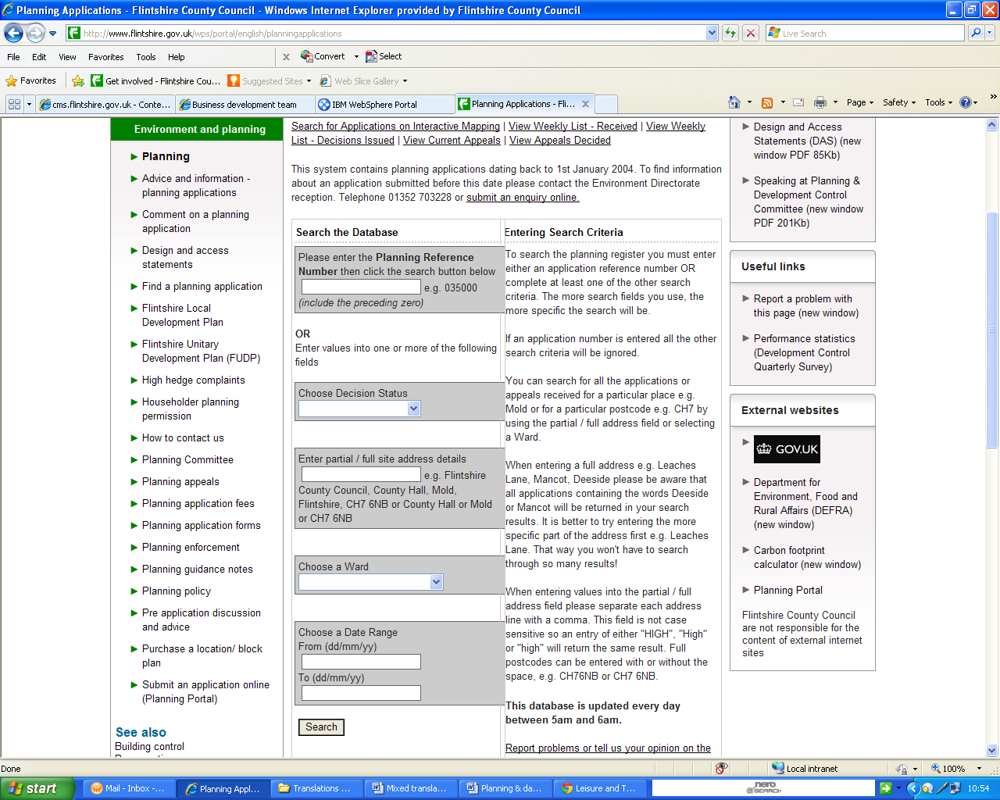 Planning Applications - Flintshire County Council - Windows Internet Explorer provided by Flintshire County Council
http://www.flintshire.gov.uk/wps/portal/english/planningapplications
Live Search
File Edit View Favorites Tools Help
Convert Select
Favorites Get involved - Flintshire Cou... Suggested Sites Web Slice Gallery
cms.flintshire.gov.uk - Conte... Business development team IBM WebSphere Portal Planning Applications - Fli... Page Safety Tools
Environment and planning
Planning
Advice and information -
planning applications
Comment on a planning
application
Design and access
statements
Find a planning application
Flintshire Local
Development Plan
Flintshire Unitary
Development Plan (FUDP)
High hedge complaints
Householder planning
permission
How to contact us
Planning Committee
Planning appeals
Planning application fees
Planning application forms
Planning enforcement
Planning guidance notes
Planning policy
Pre application discussion
and advice
Purchase a location/ block
plan
Submit an application online
(Planning Portal)
See also
Building control
Search for Applications on Interactive Mapping | View Weekly List - Received | View Weekly
List - Decisions Issued | View Current Appeals | View Appeals Decided
This system contains planning applications dating back to 1st January 2004. To find information
about an application submitted before this date please contact the Environment Directorate
reception. Telephone 01352 703228 or submit an enquiry online.
Search the Database
Please enter the Planning Reference
Number then click the search button below
e.g. 035000
(include the preceding zero)
OR
Enter values into one or more of the following
fields
Choose Decision Status
Enter partial / full site address details
e.g. Flintshire
County Council, County Hall, Mold,
Flintshire, CH7 6NB or County Hall or Mold
or CH7 6NB
Choose a Ward
Choose a Date Range
From (dd/mm/yy)
To (dd/mm/yy)
Search
Entering Search Criteria
To search the planning register you must enter
either an application reference number OR
complete at least one of the other search
criteria. The more search fields you use, the
more specific the search will be.
If an application number is entered all the other
search criteria will be ignored.
You can search for all the applications or
appeals received for a particular place e.g.
Mold or for a particular postcode e.g. CH7 by
using the partial / full address field or selecting
a Ward.
When entering a full address e.g. Leaches
Lane, Mancot, Deeside please be aware that
all applications containing the words Deeside
or Mancot will be returned in your search
results. It is better to try entering the more
specific part of the address first e.g. Leaches
Lane. That way you won't have to search
through so many results!
When entering values into the partial / full
address field please separate each address
line with a comma. This field is not case
sensitive so an entry of either "HIGH", "High"
or "high" will return the same result. Full
postcodes can be entered with or without the
space, e.g. CH76NB or CH7 6NB.
This database is updated every day
between 5am and 6am.
Report problems or tell us your opinion on the
Design and Access
Statements (DAS) (new
window PDF 85Kb)
Speaking at Planning &
Development Control
Committee (new window
PDF 201Kb)
Useful links
Report a problem with
this page (new window)
Performance statistics
(Development Control
Quarterly Survey)
External websites
GOV.UK
Department for
Environment, Food and
Rural Affairs (DEFRA)
(new window)
Carbon footprint
calculator (new window)
Planning Portal
Flintshire County Council
are not responsible for the
content of external internet
sites
Done Local intranet 100%
start Mail - Inbox -... Planning Appl... Translations ... Mixed transla... Planning & da... Leisure and T... nero SEARCH 10:54